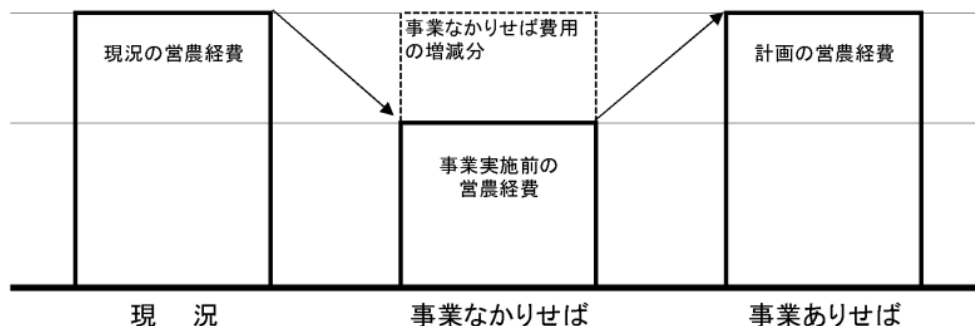 現況の営農経費
事業なかりせば費用
の増減分
計画の営農経費
事業実施前の
営農経費
現　況
事業なかりせば
事業ありせば